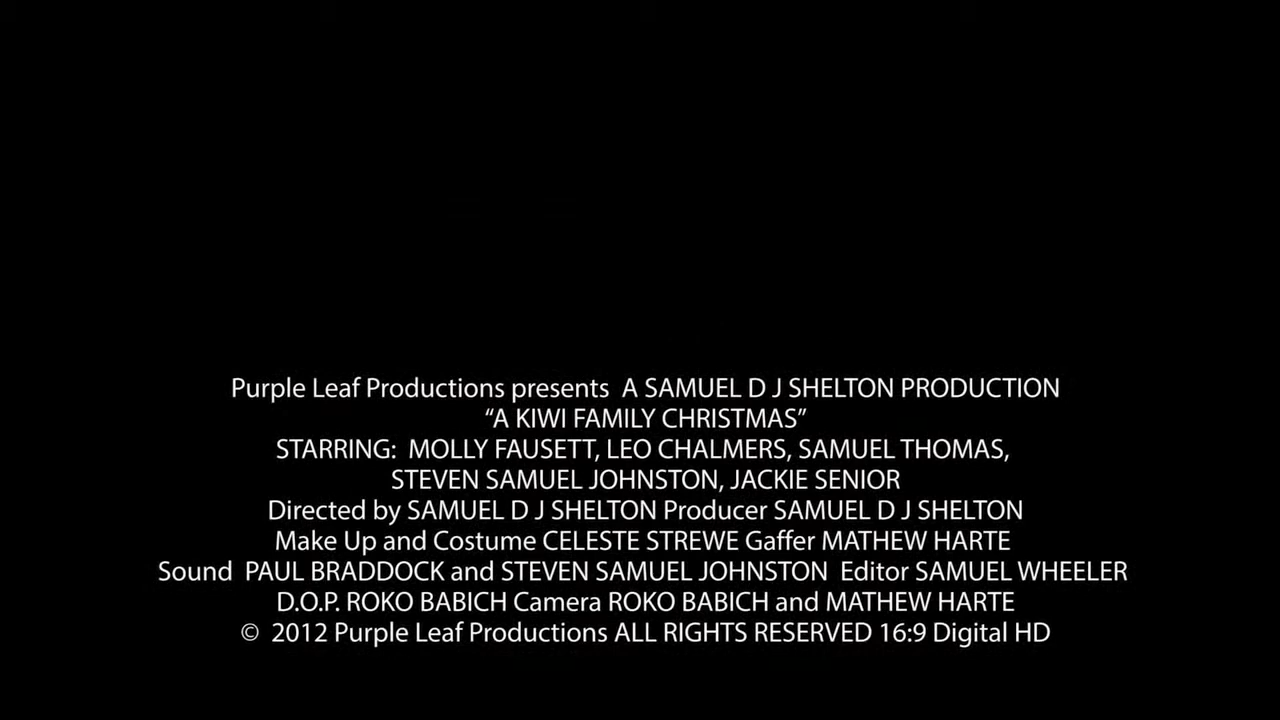 Purple Leaf Productions presents  A SAMUEL D J SHELTON PRODUCTION
“A KIWI FAMILY CHRISTMAS”
STARRING:  MOLLY FAUSETT, LEO CHALMERS, SAMUEL THOMAS,
STEVEN SAMUEL JOHNSTON, JACKIE SENIOR
Directed by SAMUEL D J SHELTON Producer SAMUEL D J SHELTON
Make Up and Costume CELESTE STREWE Gaffer MATHEW HARTE
Sound  PAUL BRADDOCK and STEVEN SAMUEL JOHNSTON  Editor SAMUEL WHEELER
D.O.P. ROKO BABICH Camera ROKO BABICH and MATHEW HARTE
©  2012 Purple Leaf Productions ALL RIGHTS RESERVED 16:9 Digital HD